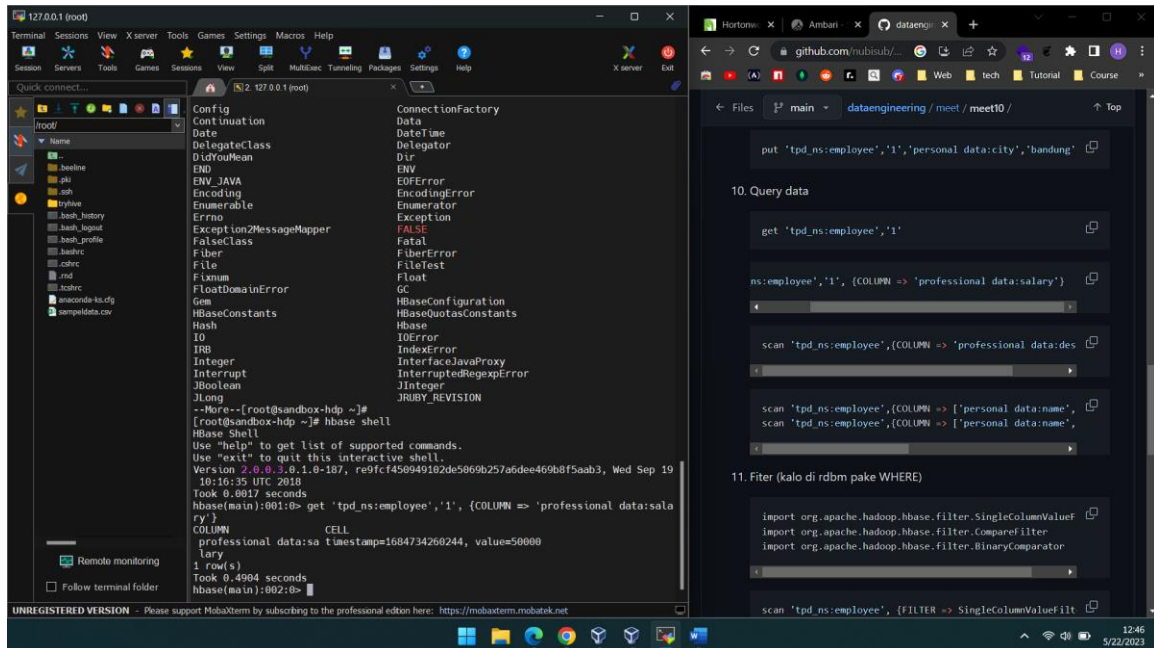 127.0.0.1 (root)
Terminal Sessions View X server Tools Games Settings Macros Help
Session Servers Tools Games Sessions View Split MultiExec Tunneling Packages Settings Help X server Exit
Quick connect...
2. 127.0.0.1 (root)
/root/
Name
..
.beeline
.pki
.ssh
tryhive
.bash_history
.bash_logout
.bash_profile
.bashrc
.cshrc
.rnd
.tcshrc
anaconda-ks.cfg
sampeldata.csv
Remote monitoring
Follow terminal folder
Config ConnectionFactory
Continuation Data
Date DateTime
DelegateClass Delegator
DidYouMean Dir
END ENV
ENV_JAVA EOFError
Encoding EncodingError
Enumerable Enumerator
Errno Exception
Exception2MessageMapper FALSE
FalseClass Fatal
Fiber FiberError
File FileTest
Fixnum Float
FloatDomainError GC
Gem HBaseConfiguration
HBaseConstants HBaseQuotasConstants
Hash Hbase
IO IOError
IRB IndexError
Integer InterfaceJavaProxy
Interrupt InterruptedRegexpError
JBoolean JInteger
JLong JRUBY_REVISION
--More--[root@sandbox-hdp ~]#
[root@sandbox-hdp ~]# hbase shell
HBase Shell
Use "help" to get list of supported commands.
Use "exit" to quit this interactive shell.
Version 2.0.0.3.0.1.0-187, re9fcf450949102de5069b257a6dee469b8f5aab3, Wed Sep 19
10:16:35 UTC 2018
Took 0.0017 seconds
hbase(main):001:0> get 'tpd_ns:employee','1', {COLUMN => 'professional data:sala
ry'}
COLUMN CELL
professional data:sa timestamp=1684734260244, value=50000
lary
1 row(s)
Took 0.4904 seconds
hbase(main):002:0>
UNREGISTERED VERSION - Please support MobaXterm by subscribing to the professional edition here: https://mobaxterm.mobatek.net
Hortonw
Ambari -
dataengin
github.com/nubisub/...
12
H
Web tech Tutorial Course »
Files main dataengineering / meet / meet10 / Top
put 'tpd_ns:employee','1','personal data:city','bandung'
10. Query data
get 'tpd_ns:employee','1'
ns:employee','1', {COLUMN => 'professional data:salary'}
scan 'tpd_ns:employee',{COLUMN => 'professional data:des
scan 'tpd_ns:employee',{COLUMN => ['personal data:name',
scan 'tpd_ns:employee',{COLUMN => ['personal data:name',
11. Fiter (kalo di rdbm pake WHERE)
import org.apache.hadoop.hbase.filter.SingleColumnValueF
import org.apache.hadoop.hbase.filter.CompareFilter
import org.apache.hadoop.hbase.filter.BinaryComparator
scan 'tpd_ns:employee', {FILTER => SingleColumnValueFilt
12:46
5/22/2023